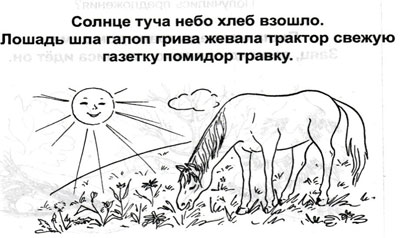 Солнце туча небо хлеб взошло.
Лошадь шла галоп грива жевала трактор свежую
газетку помидор травку.